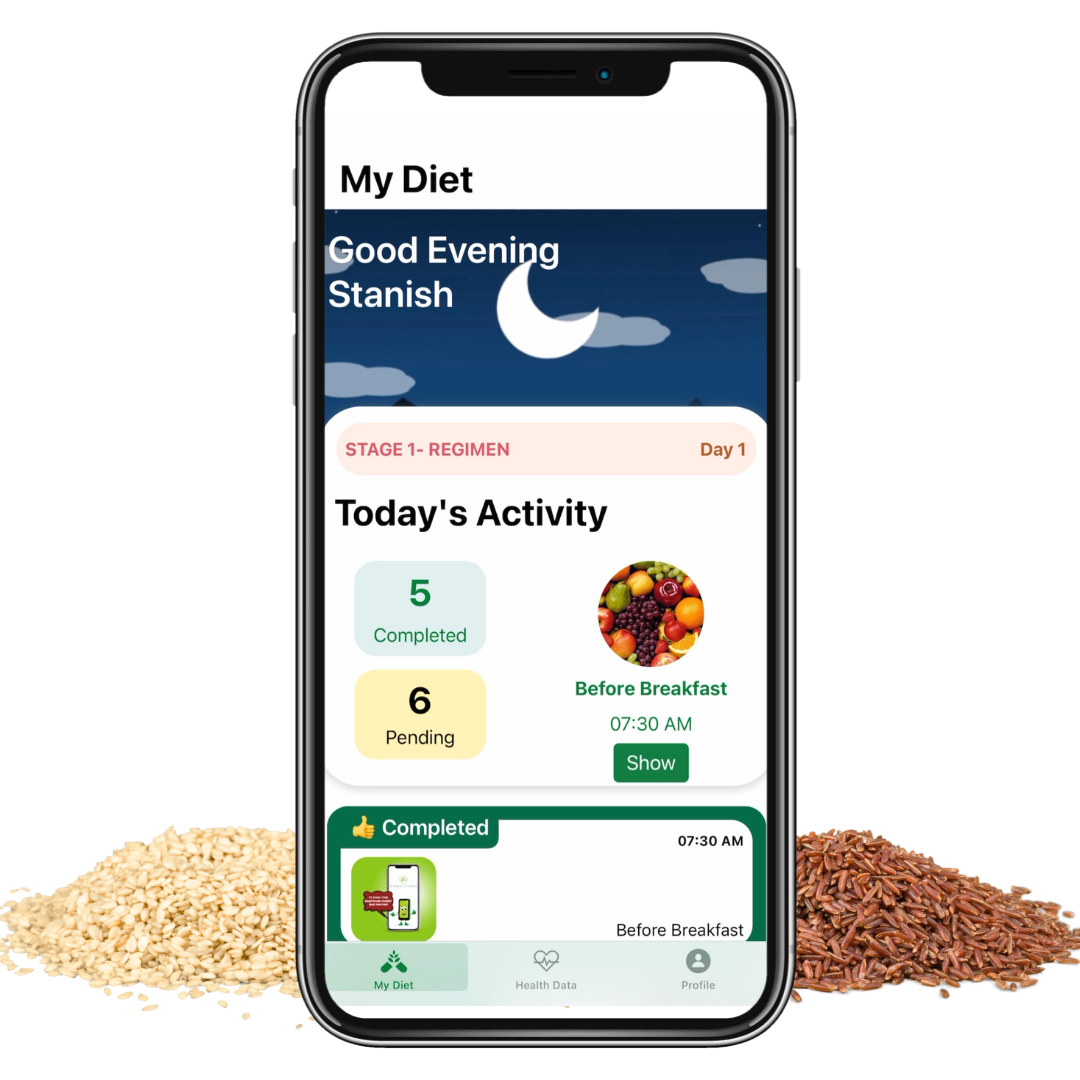 My Diet
Good Evening
Stanish
STAGE 1- REGIMEN
Day 1
Today's Activity
5
Completed
6
Pending
Before Breakfast
07:30 AM
Show
Completed
07:30 AM
Before Breakfast
My Diet
Health Data
Profile